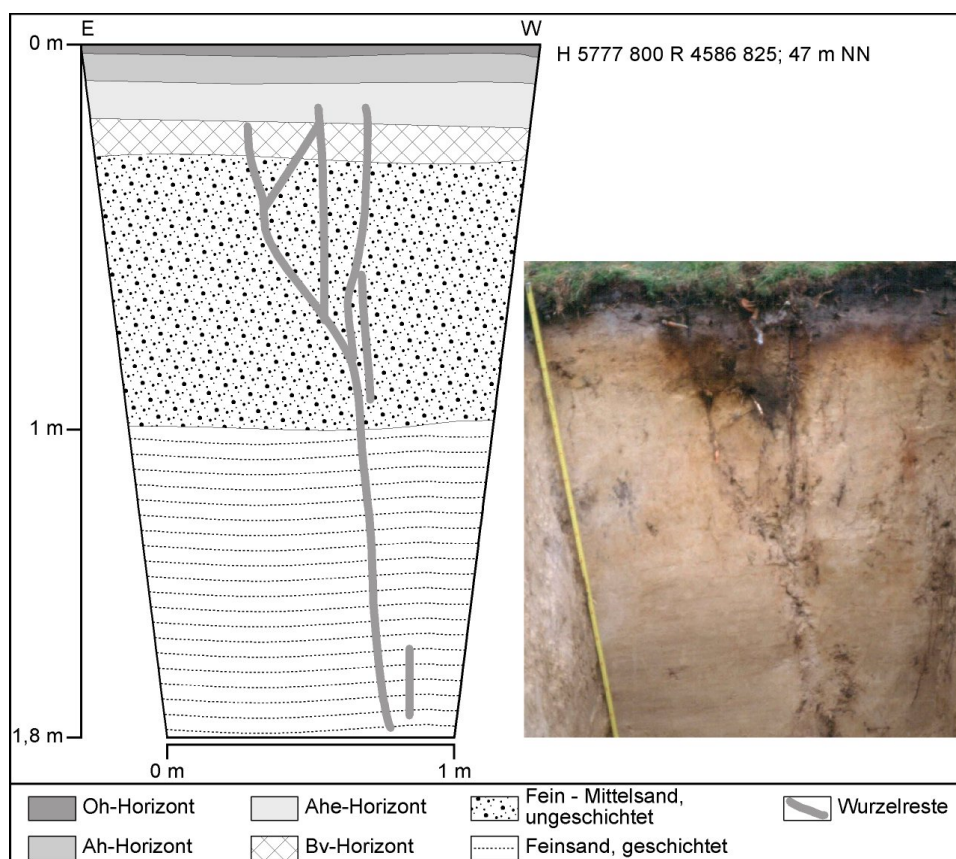 E
W
0 m
H 5777 800 R 4586 825; 47 m NN
1 m
1,8 m
0 m
1 m
Oh-Horizont
Ahe-Horizont
Fein - Mittelsand,
ungeschichtet
Wurzelreste
Ah-Horizont
Bv-Horizont
Feinsand, geschichtet